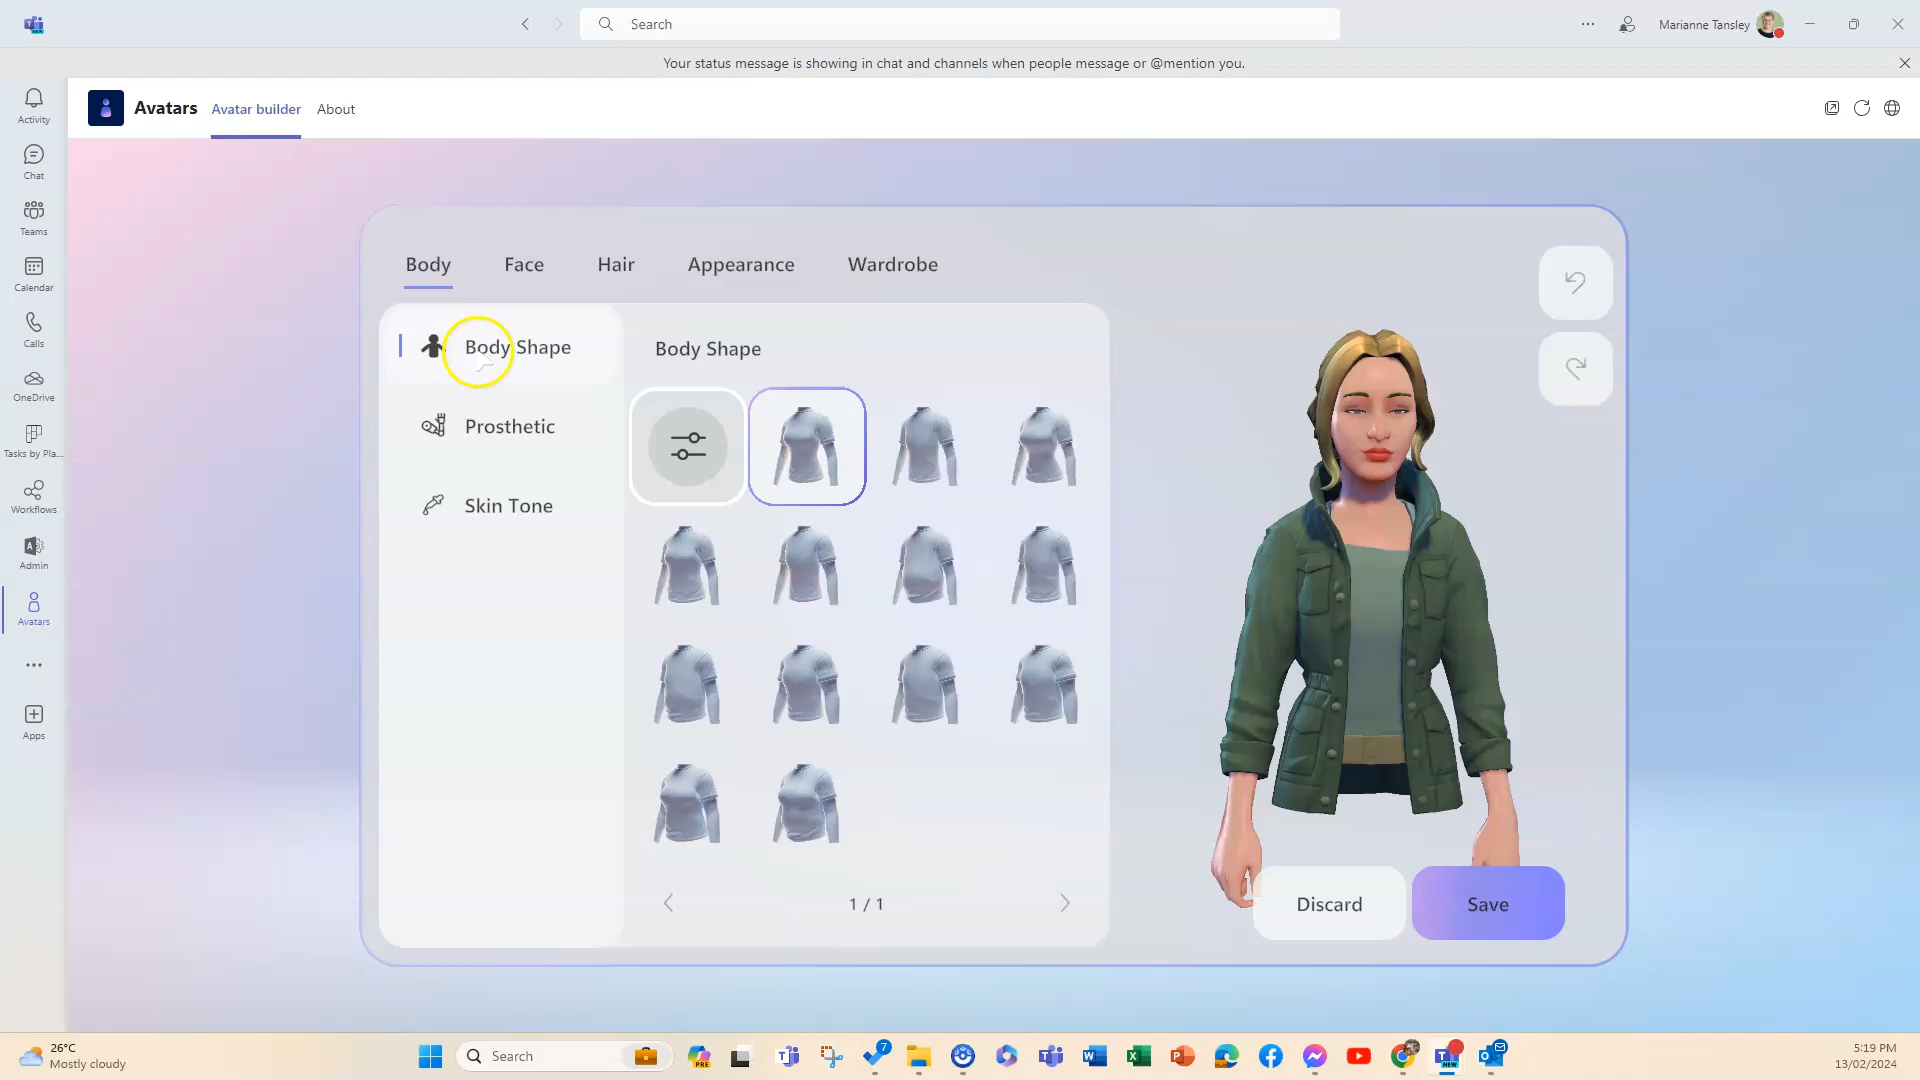 Search
Marianne Tansley
Your status message is showing in chat and channels when people message or @mention you.
Activity
Chat
Teams
Calendar
Calls
OneDrive
Tasks by Pla...
Workflows
Admin
Avatars
Apps
Avatars
Avatar builder
About
Body
Face
Hair
Appearance
Wardrobe
Body Shape
Prosthetic
Skin Tone
Body Shape
1 / 1
Discard
Save
26°C
Mostly cloudy
Search
PRE
7
NEW
5:19 PM
13/02/2024